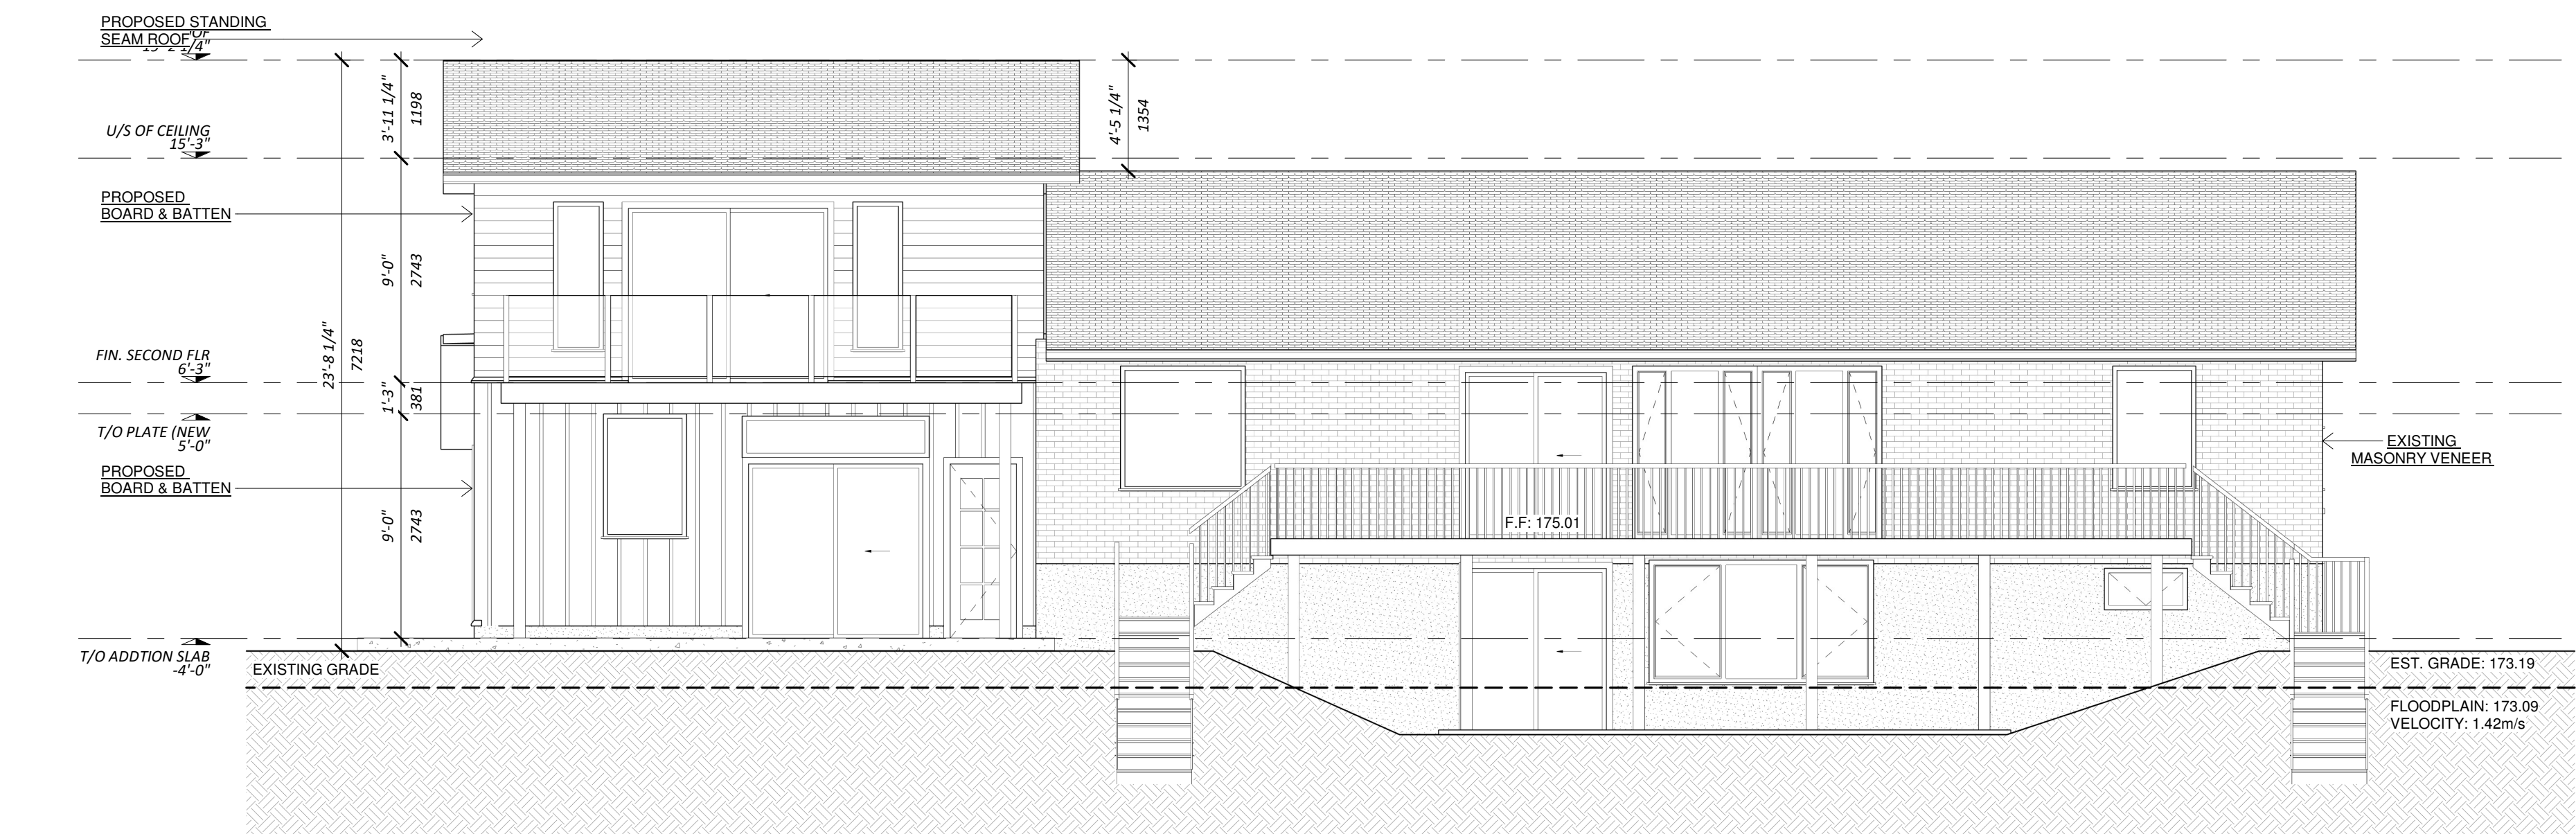 PROPOSED STANDING
SEAM ROOF
U/S OF CEILING
15'-3"
PROPOSED
BOARD & BATTEN
FIN. SECOND FLR
6'-3"
T/O PLATE (NEW
5'-0"
PROPOSED
BOARD & BATTEN
T/O ADDTION SLAB
-4'-0"
23'-8 1/4"
7218
3'-11 1/4"
1198
9'-0"
2743
1'-3"
381
9'-0"
2743
4'-5 1/4"
1354
F.F: 175.01
EXISTING
MASONRY VENEER
EXISTING GRADE
EST. GRADE: 173.19
FLOODPLAIN: 173.09
VELOCITY: 1.42m/s